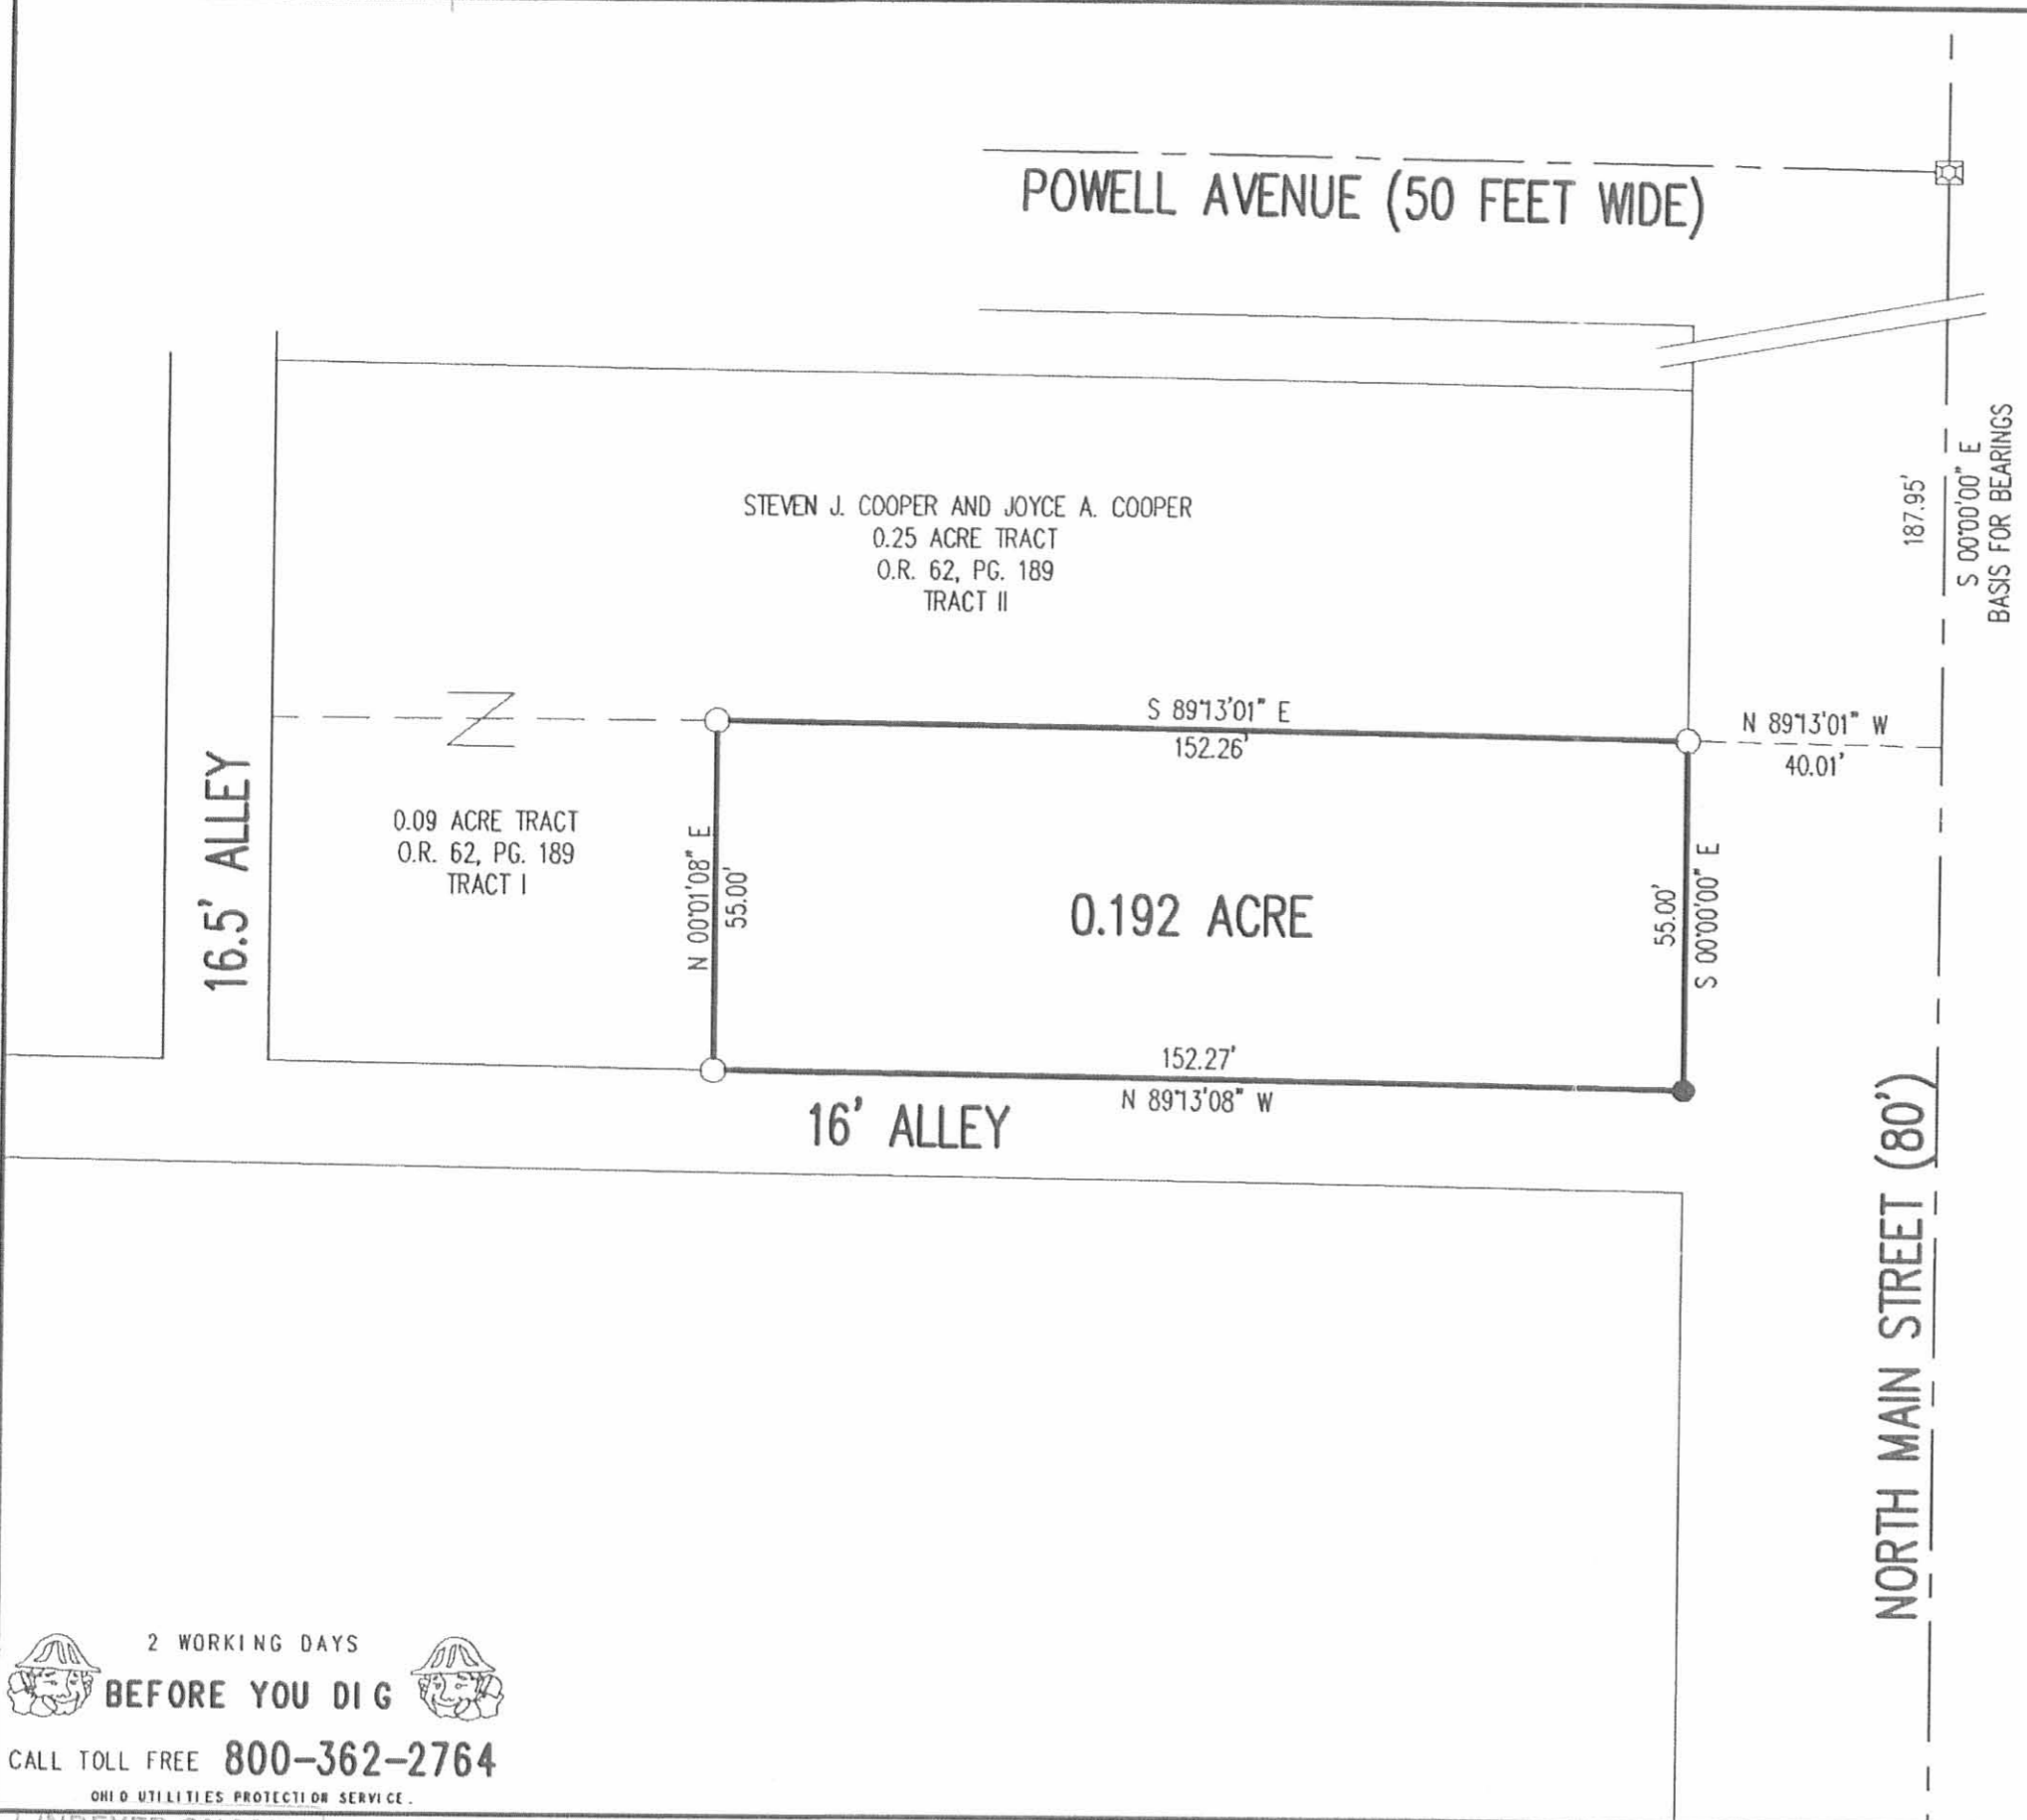 POWELL AVENUE (50 FEET WIDE)
187.95'
S 00°00'00" E
BASIS FOR BEARINGS
STEVEN J. COOPER AND JOYCE A. COOPER
0.25 ACRE TRACT
O.R. 62, PG. 189
TRACT II
S 89°13'01" E
152.26'
N 89°13'01" W
40.01'
16.5' ALLEY
0.09 ACRE TRACT
O.R. 62, PG. 189
TRACT I
N 00°01'08" E
55.00'
0.192 ACRE
55.00'
S 00°00'00" E
152.27'
N 89°13'08" W
16' ALLEY
NORTH MAIN STREET (80')
2 WORKING DAYS
BEFORE YOU DIG
CALL TOLL FREE 800-362-2764
OHIO UTILITIES PROTECTION SERVICE.